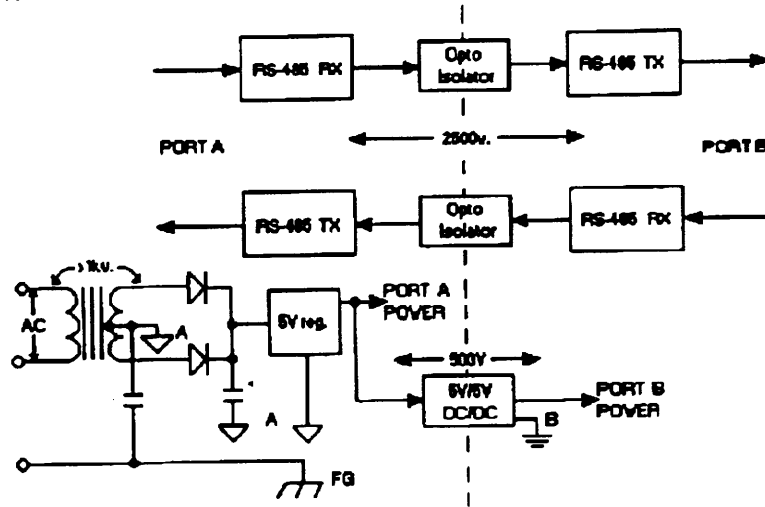 RS-485 RX
Opto
Isolator
RS-485 TX
PORT A
2500v.
PORT B
RS-485 TX
Opto
Isolator
RS-485 RX
>1kv.
AC
A
5V reg.
PORT A
POWER
500V
5V/5V
DC/DC
PORT B
POWER
A
B
FG